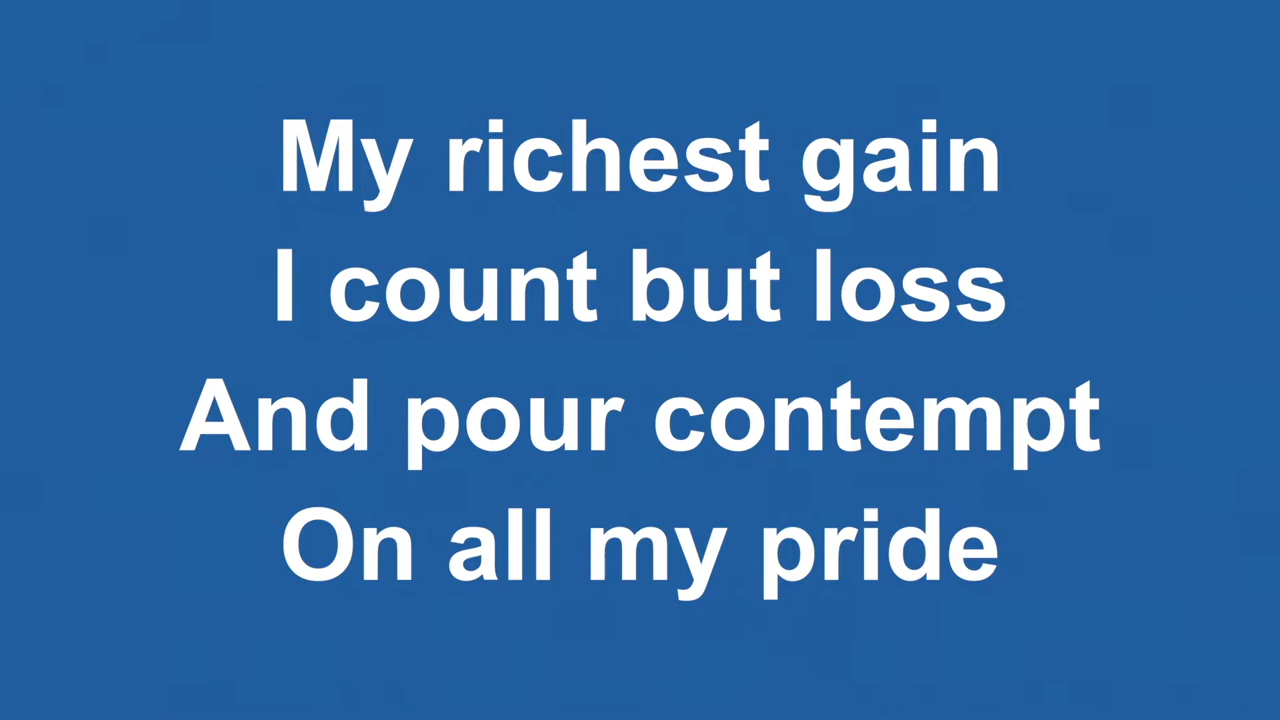 My richest gain
I count but loss
And pour contempt
On all my pride